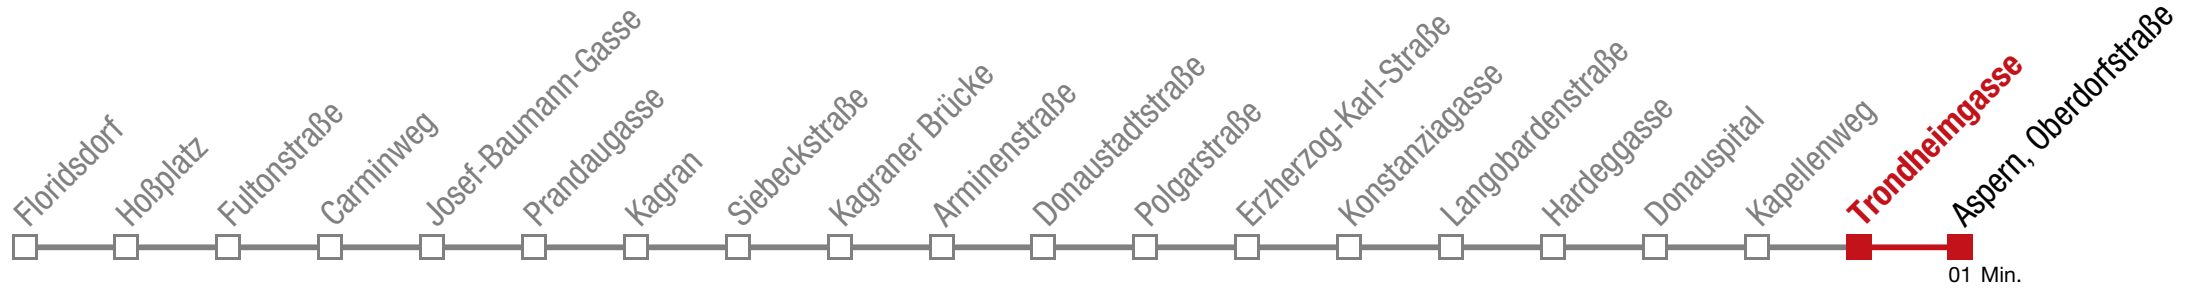 Floridsdorf
Hoßplatz
Fultonstraße
Carminweg
Josef-Baumann-Gasse
Prandaugasse
Kagran
Siebeckstraße
Kagraner Brücke
Arminenstraße
Donaustadtstraße
Polgarstraße
Erzherzog-Karl-Straße
Konstanziagasse
Langobardenstraße
Hardeggasse
Donauspital
Kapellenweg
Trondheimgasse
Aspern, Oberdorfstraße
01 Min.